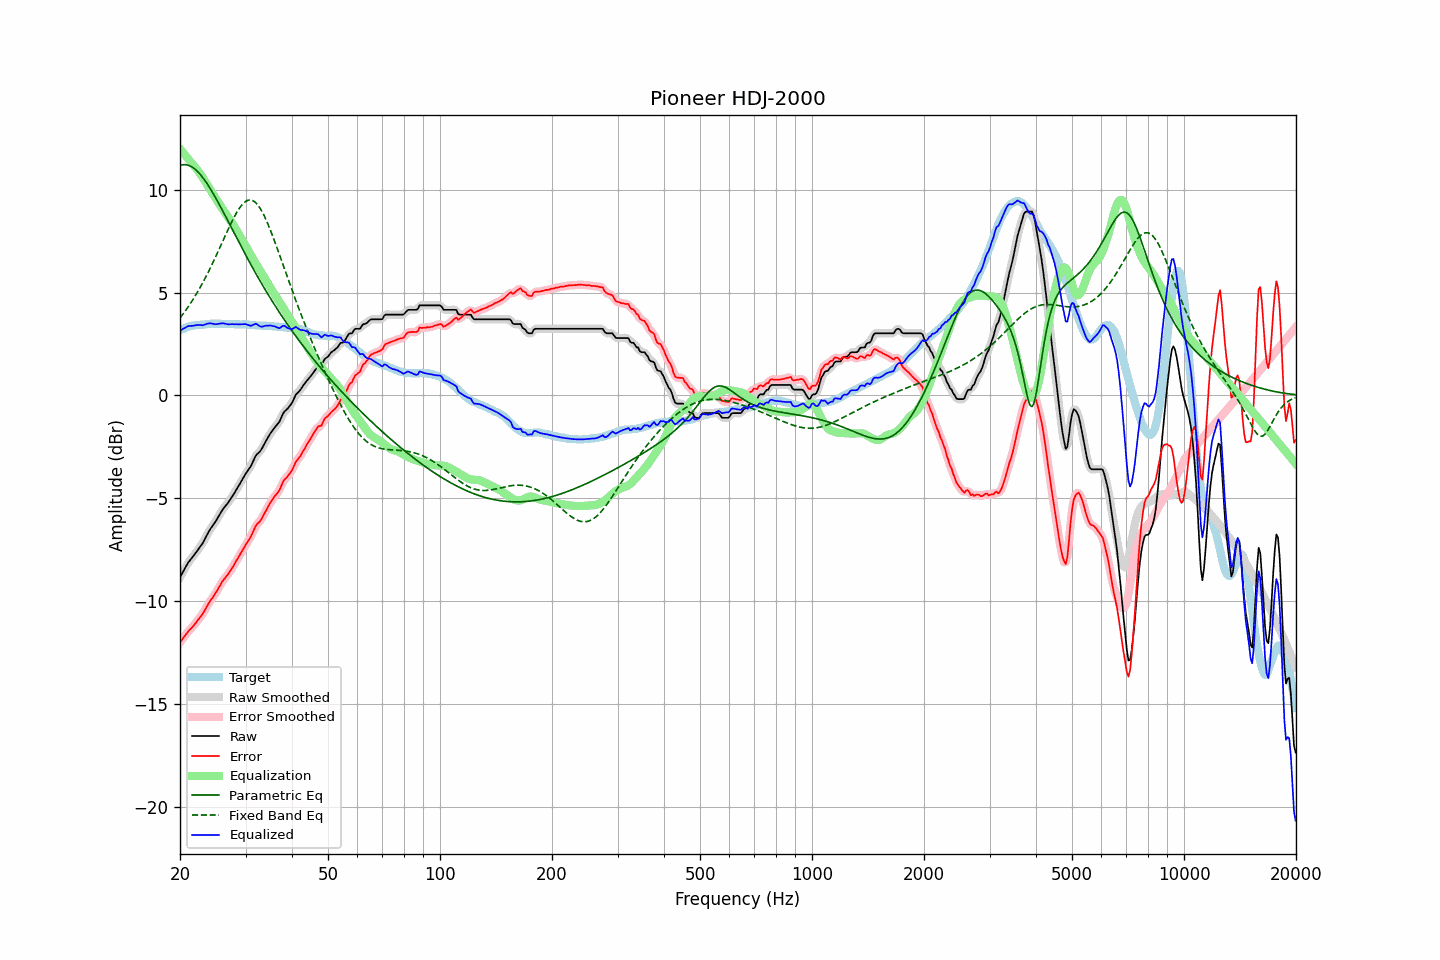 Pioneer HDJ-2000
Amplitude (dBr)
10
5
0
−5
−10
−15
−20
Target
Raw Smoothed
Error Smoothed
Raw
Error
Equalization
Parametric Eq
Fixed Band Eq
Equalized
20 50 100 200 500 1000 2000 5000 10000 20000
Frequency (Hz)